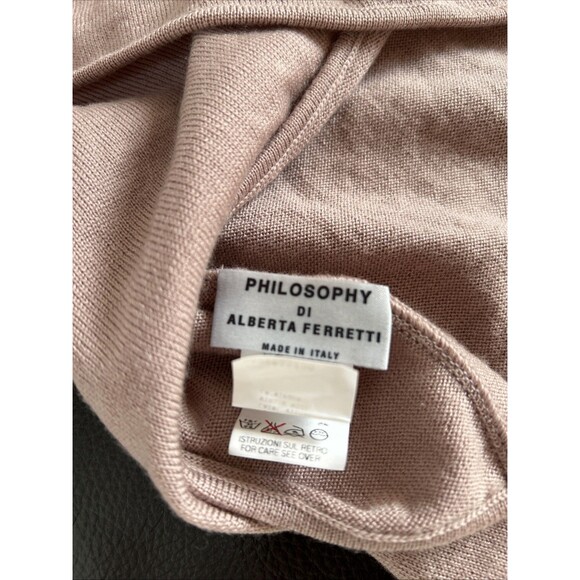 PHILOSOPHY
DI
ALBERTA FERRETTI
MADE IN ITALY
ISTRUZIONI SUL RETRO
FOR CARE SEE OVER